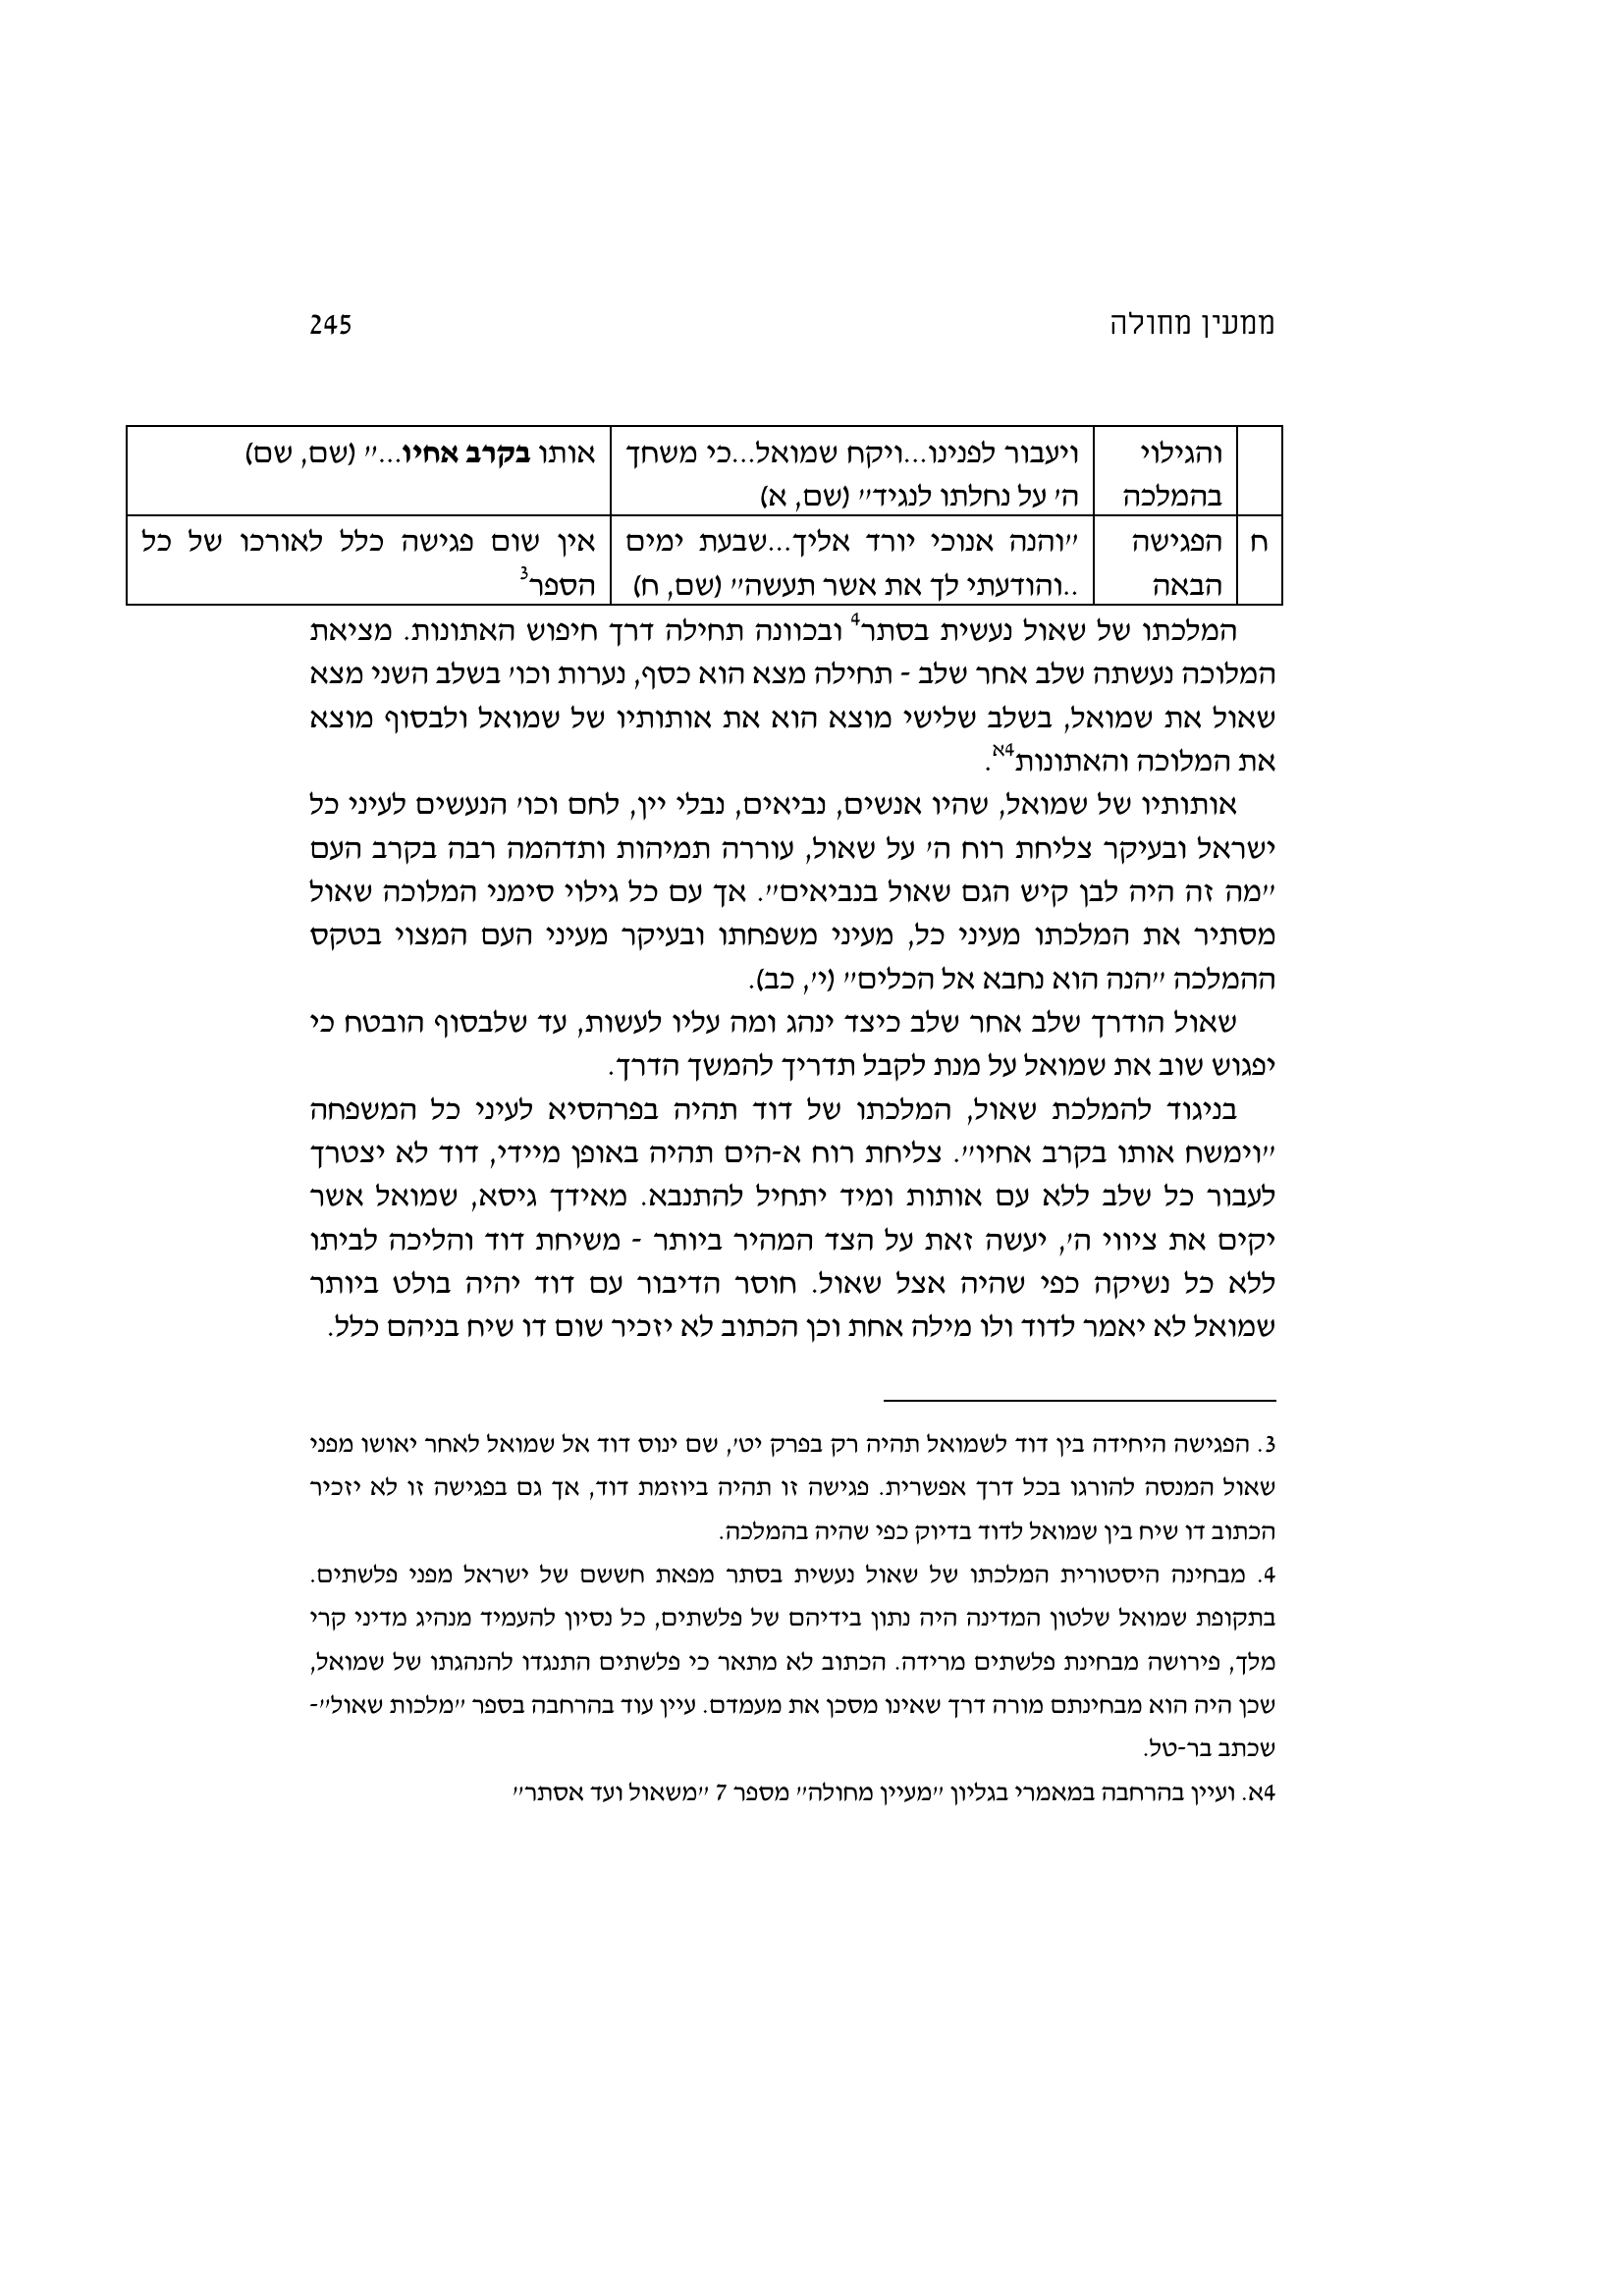 ממעין מחולה 245
והגילוי ויעבור לפנינו...ויקח שמואל...כי משחך אותו בקרב אחיו..." (שם, שם)
בהמלכה ה' על נחלתו לנגיד" (שם, א)
ח הפגישה "והנה אנוכי יורד אליך...שבעת ימים אין שום פגישה כלל לאורכו של כל
הבאה ..והודעתי לך את אשר תעשה" (שם, ח) הספר3
המלכתו של שאול נעשית בסתר4 ובכוונה תחילה דרך חיפוש האתונות. מציאת
המלוכה נעשתה שלב אחר שלב - תחילה מצא הוא כסף, נערות וכו' בשלב השני מצא
שאול את שמואל, בשלב שלישי מוצא הוא את אותותיו של שמואל ולבסוף מוצא
את המלוכה והאתונות4א.
אותותיו של שמואל, שהיו אנשים, נביאים, נבלי יין, לחם וכו' הנעשים לעיני כל
ישראל ובעיקר צליחת רוח ה' על שאול, עוררה תמיהות ותדהמה רבה בקרב העם
"מה זה היה לבן קיש הגם שאול בנביאים". אך עם כל גילוי סימני המלוכה שאול
מסתיר את המלכתו מעיני כל, מעיני משפחתו ובעיקר מעיני העם המצוי בטקס
ההמלכה "הנה הוא נחבא אל הכלים" (י', כב).
שאול הודרך שלב אחר שלב כיצד ינהג ומה עליו לעשות, עד שלבסוף הובטח כי
יפגוש שוב את שמואל על מנת לקבל תדריך להמשך הדרך.
בניגוד להמלכת שאול, המלכתו של דוד תהיה בפרהסיא לעיני כל המשפחה
"וימשח אותו בקרב אחיו". צליחת רוח א-הים תהיה באופן מיידי, דוד לא יצטרך
לעבור כל שלב ללא עם אותות ומיד יתחיל להתנבא. מאידך גיסא, שמואל אשר
יקים את ציווי ה', יעשה זאת על הצד המהיר ביותר - משיחת דוד והליכה לביתו
ללא כל נשיקה כפי שהיה אצל שאול. חוסר הדיבור עם דוד יהיה בולט ביותר
שמואל לא יאמר לדוד ולו מילה אחת וכן הכתוב לא יזכיר שום דו שיח בניהם כלל.
3. הפגישה היחידה בין דוד לשמואל תהיה רק בפרק יט', שם ינוס דוד אל שמואל לאחר יאושו מפני
שאול המנסה להורגו בכל דרך אפשרית. פגישה זו תהיה ביוזמת דוד, אך גם בפגישה זו לא יזכיר
הכתוב דו שיח בין שמואל לדוד בדיוק כפי שהיה בהמלכה.
4. מבחינה היסטורית המלכתו של שאול נעשית בסתר מפאת חששם של ישראל מפני פלשתים.
בתקופת שמואל שלטון המדינה היה נתון בידיהם של פלשתים, כל נסיון להעמיד מנהיג מדיני קרי
מלך, פירושה מבחינת פלשתים מרידה. הכתוב לא מתאר כי פלשתים התנגדו להנהגתו של שמואל,
שכן היה הוא מבחינתם מורה דרך שאינו מסכן את מעמדם. עיין עוד בהרחבה בספר "מלכות שאול"-
שכתב בר-טל.
4א. ועיין בהרחבה במאמרי בגליון "מעיין מחולה" מספר 7 "משאול ועד אסתר"